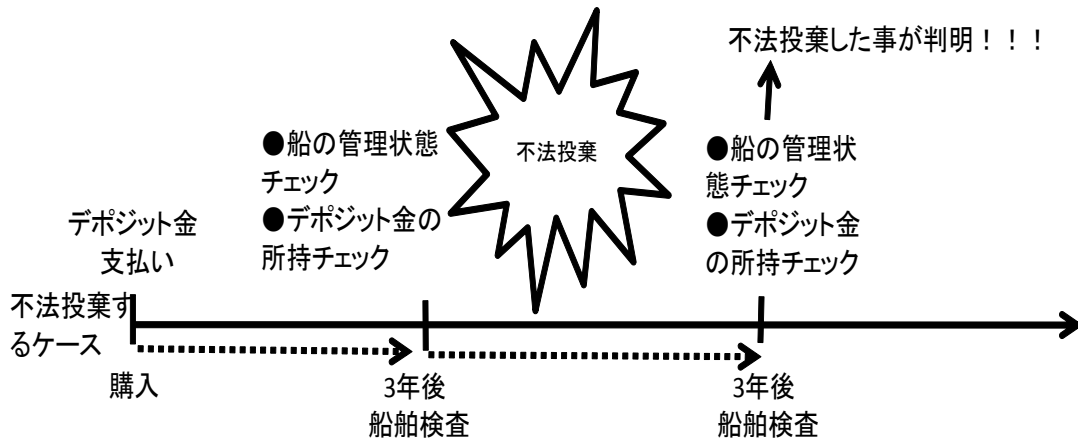 不法投棄した事が判明!!!
●船の管理状態
チェック
●デポジット金の
所持チェック
不法投棄
●船の管理状
態チェック
●デポジット金
の所持チェック
デポジット金
支払い
不法投棄す
るケース
購入
3年後
船舶検査
3年後
船舶検査